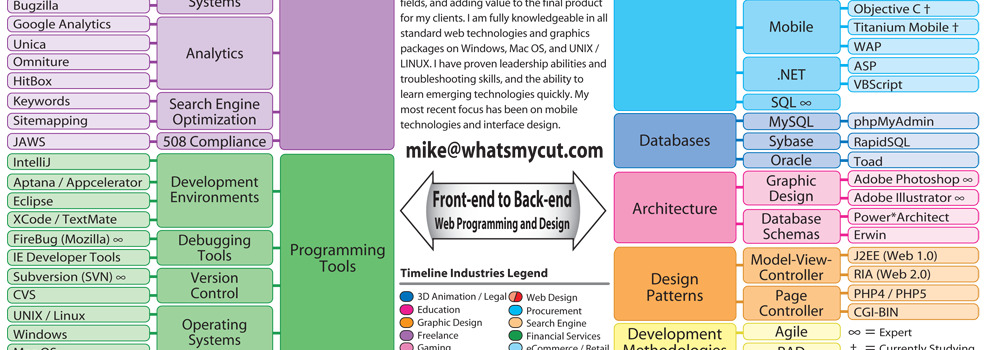 Bugzilla
Systems
Google Analytics
Unica
Omniture
HitBox
Analytics
Keywords
Sitemapping
Search Engine
Optimization
JAWS
508 Compliance
IntelliJ
Aptana / Appcelerator
Eclipse
XCode / TextMate
Development
Environments
FireBug (Mozilla) ∞
IE Developer Tools
Debugging
Tools
Subversion (SVN) ∞
CVS
Version
Control
UNIX / Linux
Windows
Mac OS
Operating
Systems
Programming
Tools
fields, and adding value to the final product
for my clients. I am fully knowledgeable in all
standard web technologies and graphics
packages on Windows, Mac OS, and UNIX /
LINUX. I have proven leadership abilities and
troubleshooting skills, and the ability to
learn emerging technologies quickly. My
most recent focus has been on mobile
technologies and interface design.
mike@whatsmycut.com
Front-end to Back-end
Web Programming and Design
Timeline Industries Legend
3D Animation / Legal
Education
Graphic Design
Freelance
Gaming
Web Design
Procurement
Search Engine
Financial Services
eCommerce / Retail
Mobile
Objective C †
Titanium Mobile †
WAP
.NET
ASP
VBScript
SQL ∞
Databases
MySQL
phpMyAdmin
Sybase
RapidSQL
Oracle
Toad
Architecture
Graphic
Design
Adobe Photoshop ∞
Adobe Illustrator ∞
Database
Schemas
Power*Architect
Erwin
Design
Patterns
Model-View-
Controller
J2EE (Web 1.0)
RIA (Web 2.0)
Page
Controller
PHP4 / PHP5
CGI-BIN
Development
Methodologies
Agile
RAD
∞ = Expert
† = Currently Studying